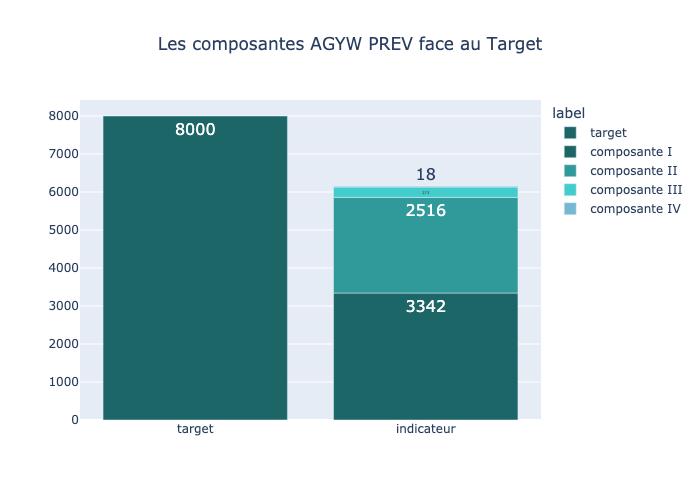 Les composantes AGYW PREV face au Target
label
target
composante I
composante II
composante III
composante IV
8000
7000
6000
5000
4000
3000
2000
1000
0
8000
18
2516
3342
target
indicateur